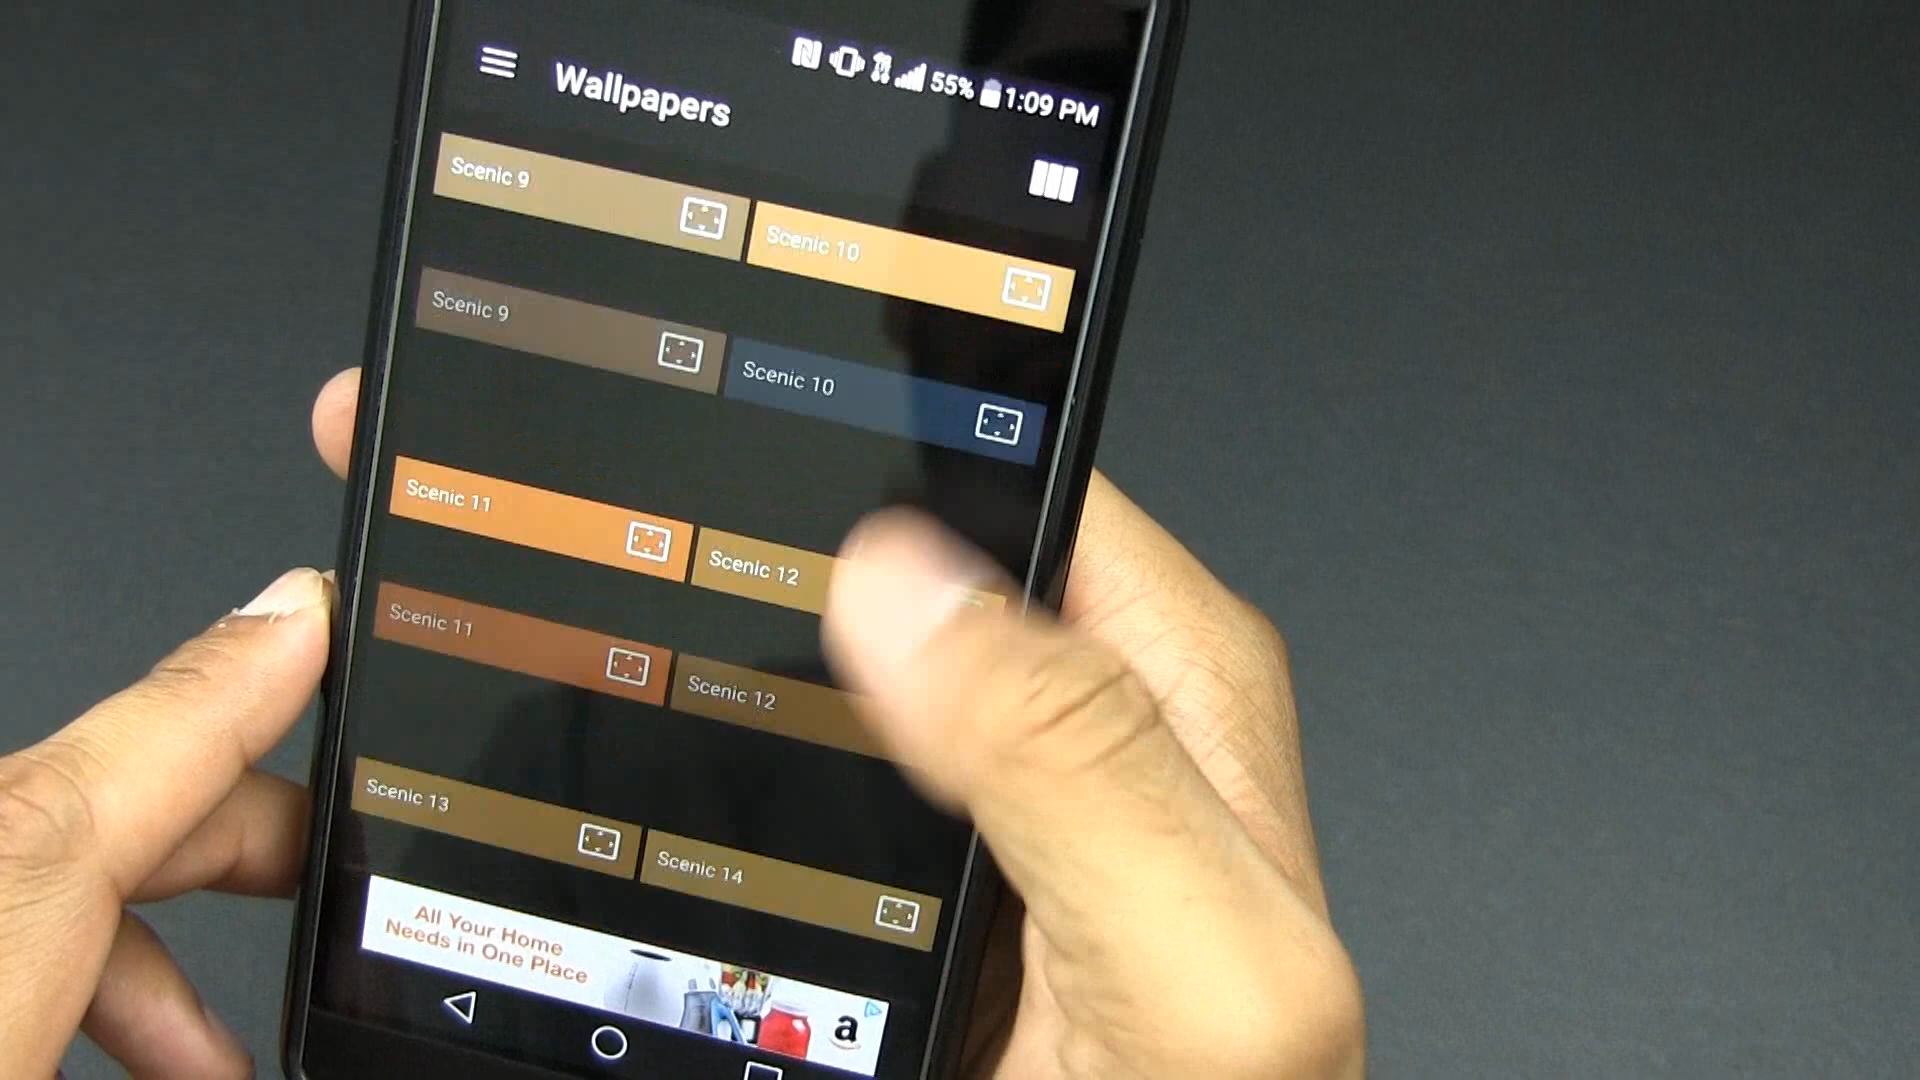 55% 1:09 PM
Wallpapers
Scenic 9
Scenic 10
Scenic 9
Scenic 10
Scenic 11
Scenic 12
Scenic 11
Scenic 12
Scenic 13
Scenic 14
All Your Home
Needs in One Place
a